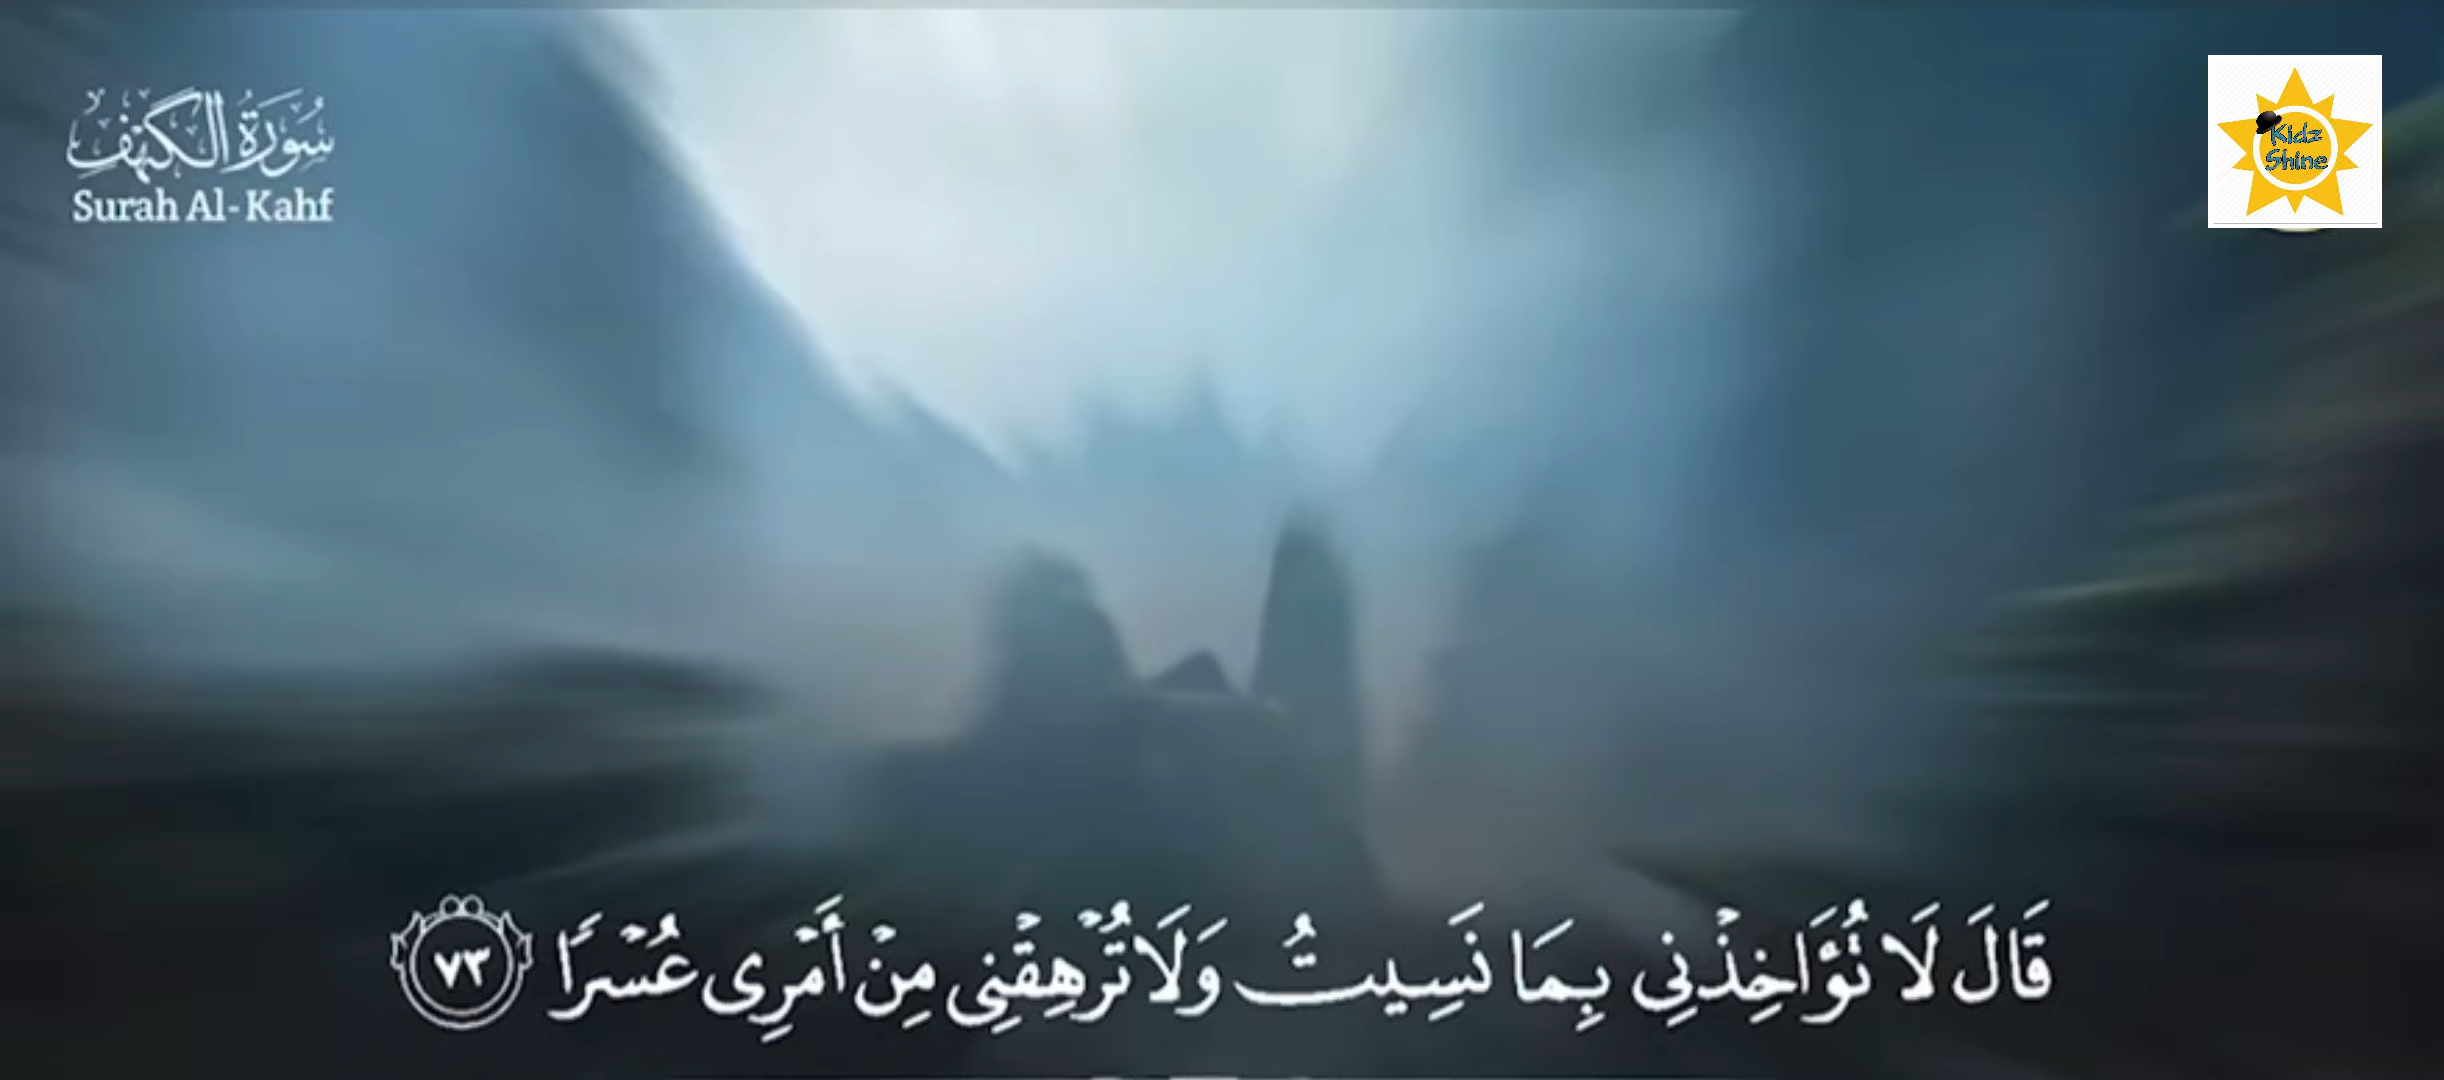 سُورَةُ الكَهْفِ
Surah Al-Kahf
Kidz
Shine
قَالَ لَا تُؤَاخِذْنِي بِمَا نَسِيتُ وَلَا تُرْهِقْنِي مِنْ أَمْرِى عُسْرًا ٧٣